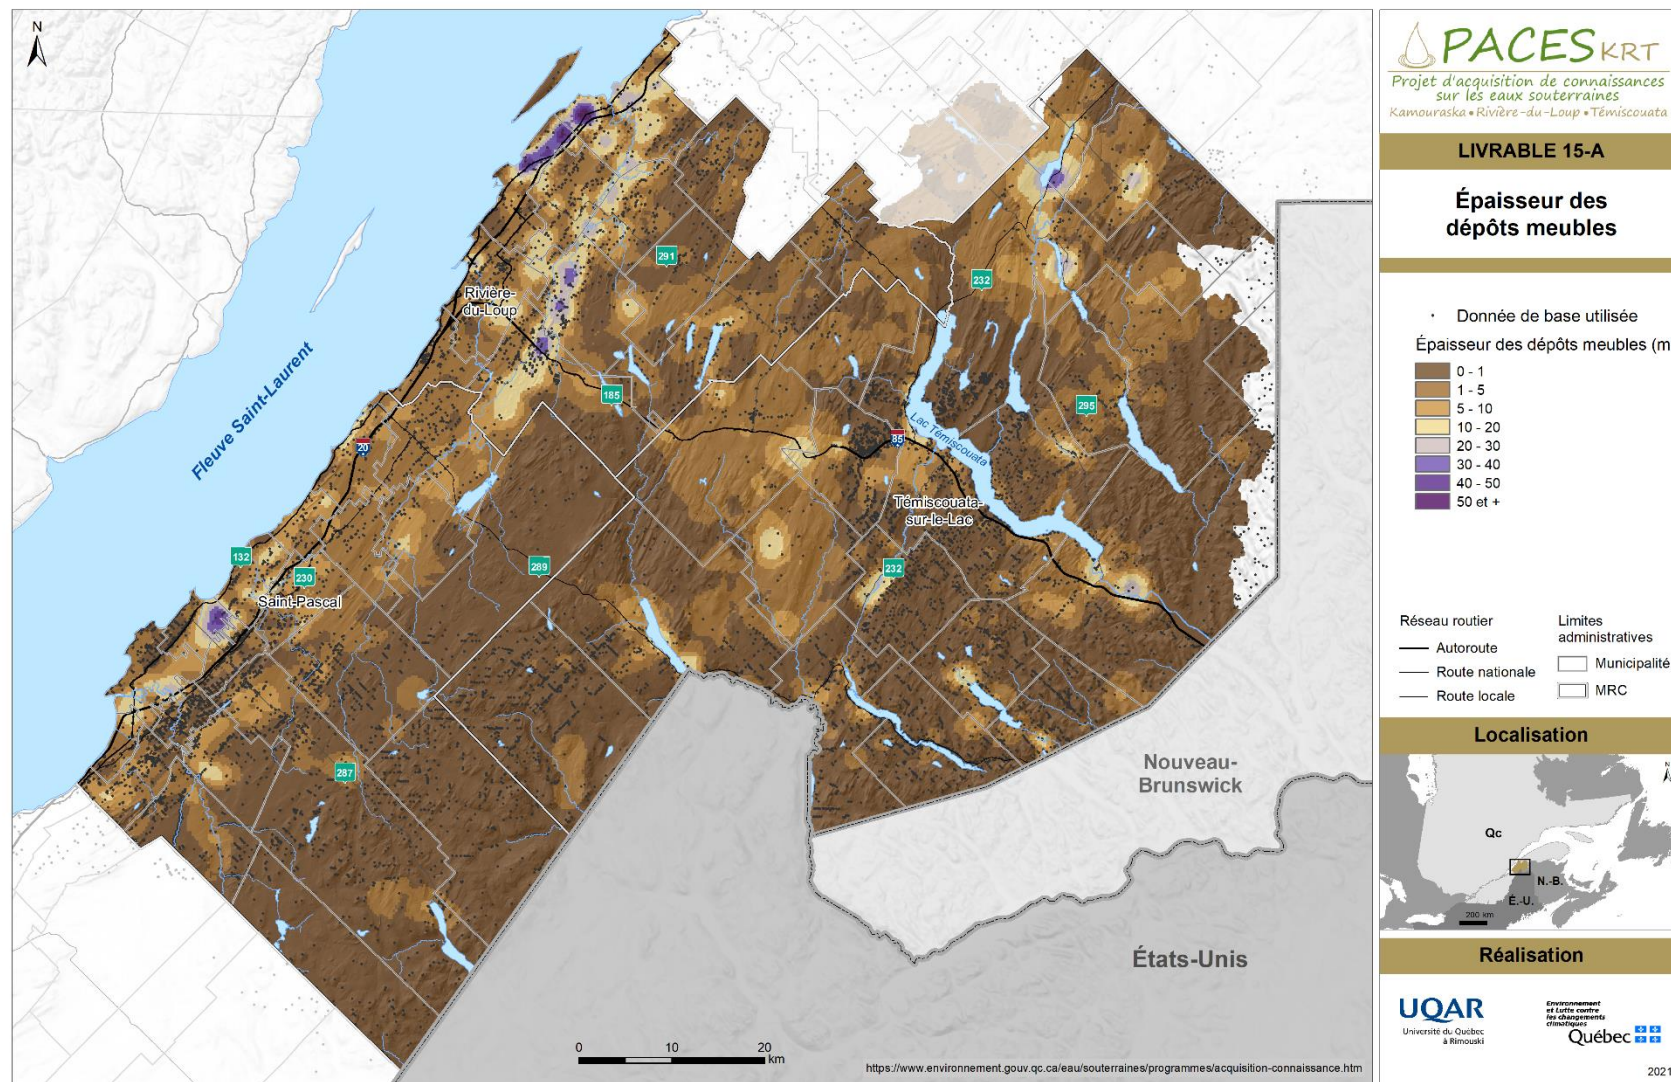 N
Fleuve Saint-Laurent
Rivière-
du-Loup
291
232
185
20
85
295
Lac Témiscouata
Témiscouata-
sur-le-Lac
132
230
Saint-Pascal
289
232
287
Nouveau-
Brunswick
États-Unis
0 10 20
km
https://www.environnement.gouv.qc.ca/eau/souterraines/programmes/acquisition-connaissance.htm
PACES KRT
Projet d'acquisition de connaissances
sur les eaux souterraines
Kamouraska • Rivière-du-Loup • Témiscouata
LIVRABLE 15-A
Épaisseur des
dépôts meubles
Donnée de base utilisée
Épaisseur des dépôts meubles (m
0 - 1
1 - 5
5 - 10
10 - 20
20 - 30
30 - 40
40 - 50
50 et +
Réseau routier
Autoroute
Route nationale
Route locale
Limites
administratives
Municipalité
MRC
Localisation
N
Qc
N.-B.
É.-U.
200 km
Réalisation
UQAR
Université du Québec
à Rimouski
Environnement
et Lutte contre
les changements
climatiques
Québec
2021